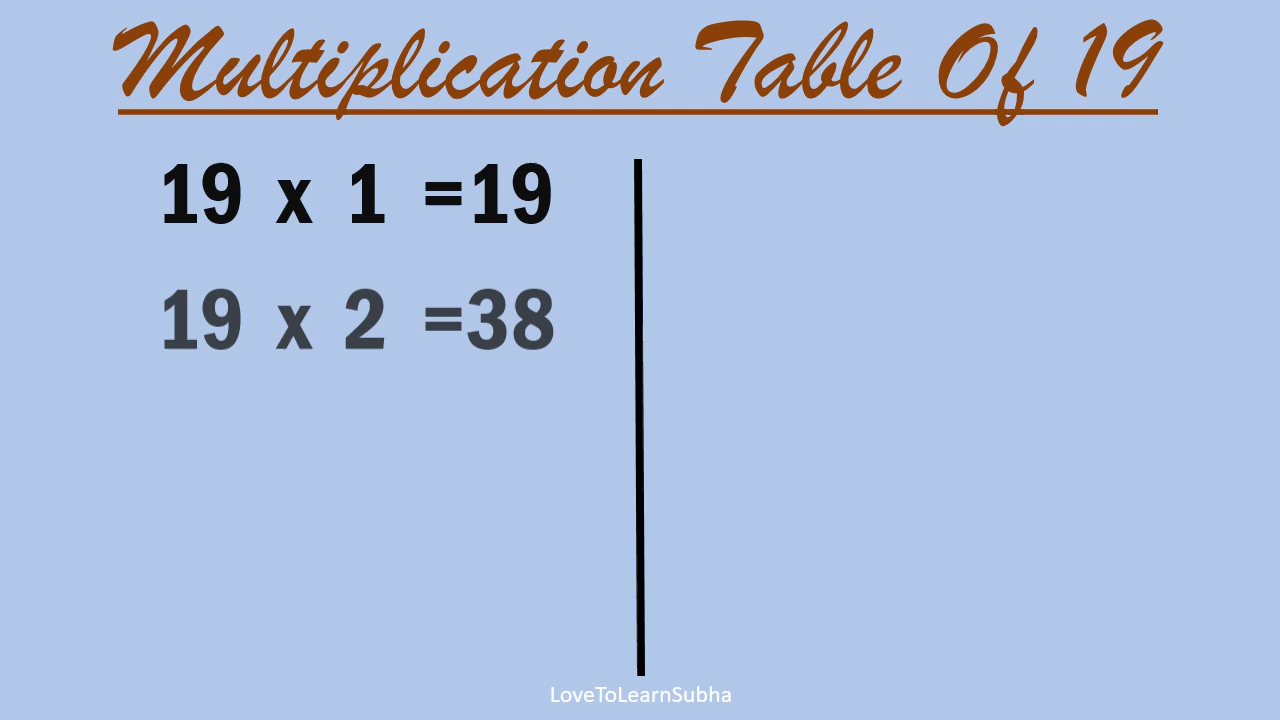 Multiplication Table Of 19
19 x 1 =19
19 x 2 =38
LoveToLearnSubha